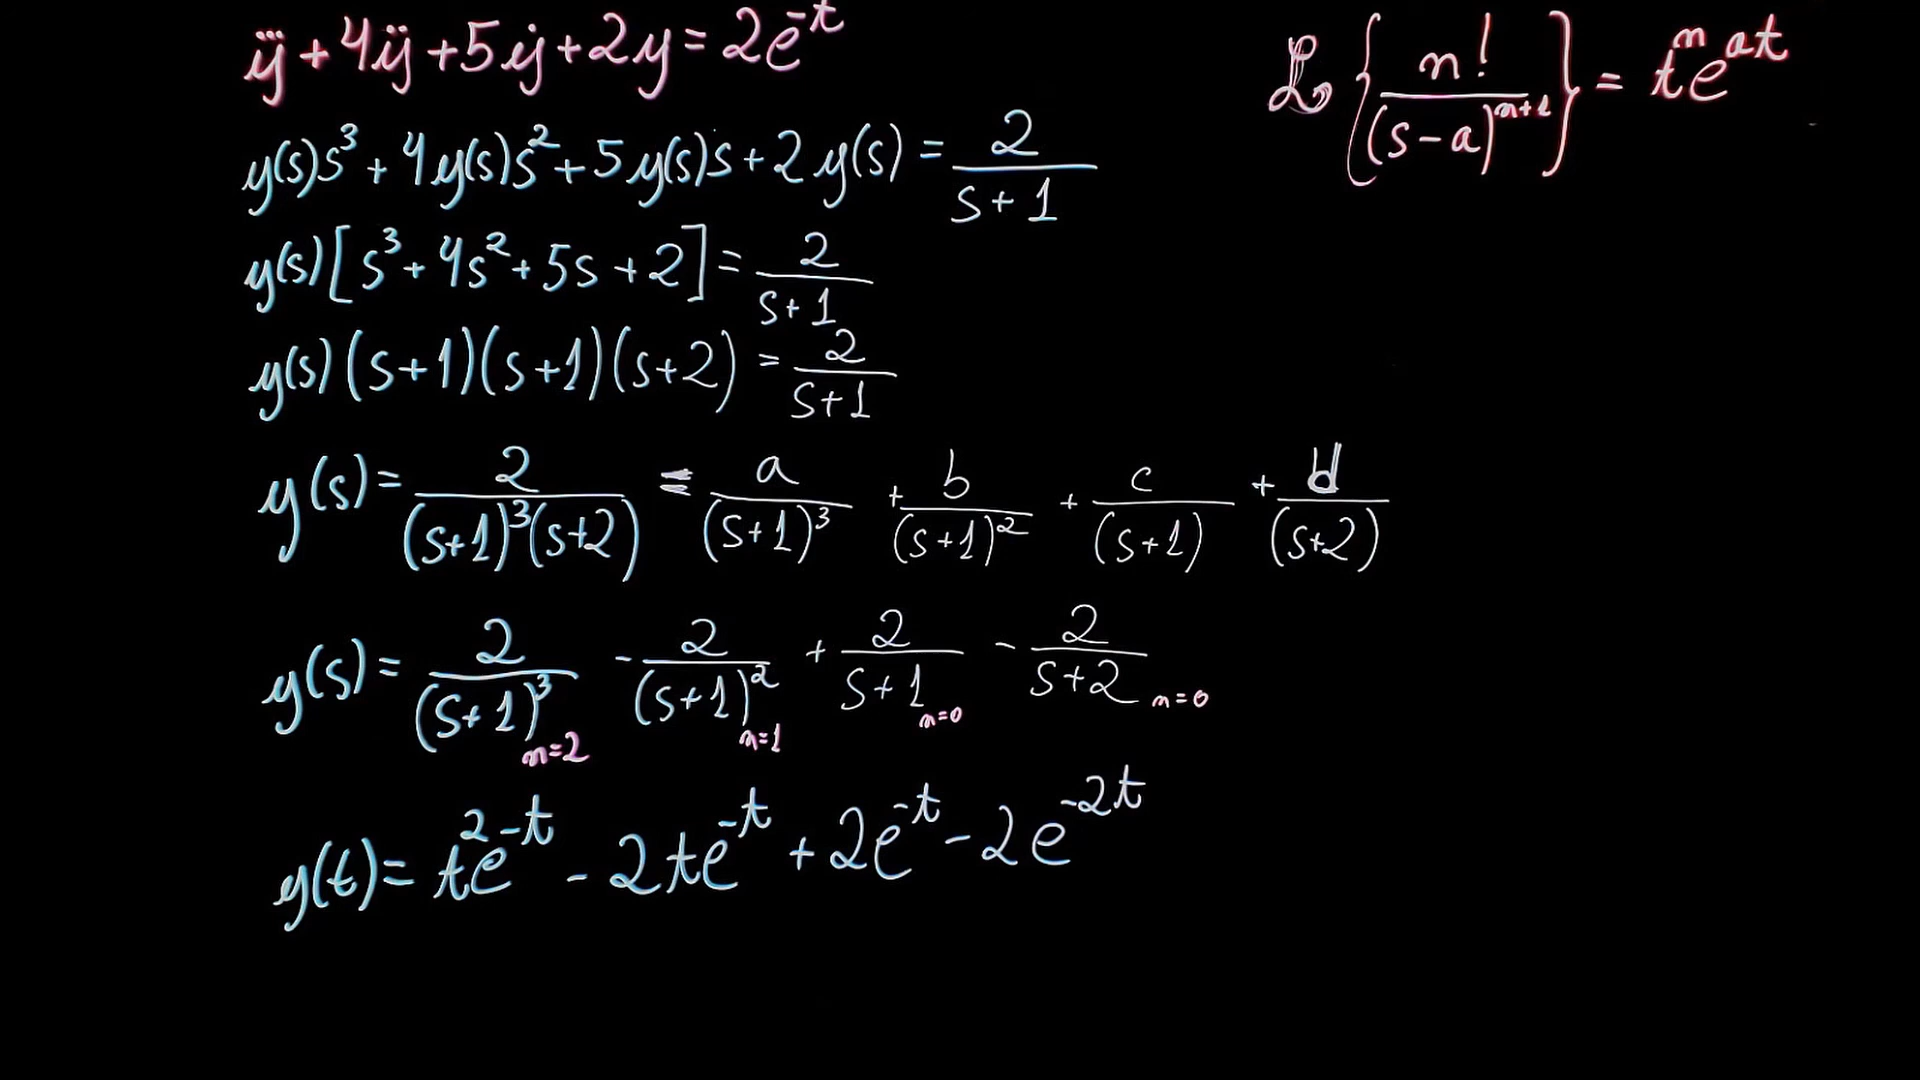 y⃛ + 4ÿ + 5ẏ + 2y = 2e^{-t}
ℒ{n!/(s-a)^{n+1}} = t^n e^{at}
y(s)s³ + 4y(s)s² + 5y(s)s + 2y(s) = 2/(s+1)
y(s)[s³ + 4s² + 5s + 2] = 2/(s+1)
y(s)(s+1)(s+1)(s+2) = 2/(s+1)
y(s) = 2/((s+1)³(s+2)) = a/(s+1)³ + b/(s+1)² + c/(s+1) + d/(s+2)
y(s) = 2/(s+1)³ - 2/(s+1)² + 2/(s+1) - 2/(s+2)
n=2 n=1 n=0 n=0
y(t) = t²e^{-t} - 2te^{-t} + 2e^{-t} - 2e^{-2t}